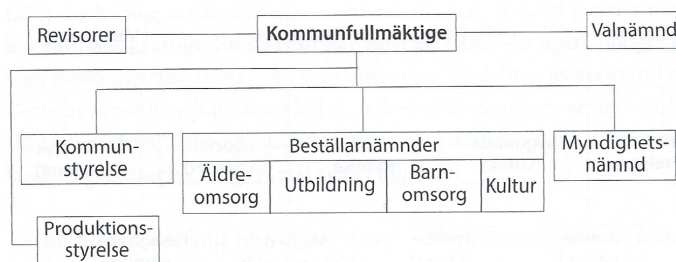 Revisorer
Kommunfullmäktige
Valnämnd
Kommun-
styrelse
Beställarnämnder
Äldre-
omsorg
Utbildning
Barn-
omsorg
Kultur
Myndighets-
nämnd
Produktions-
styrelse